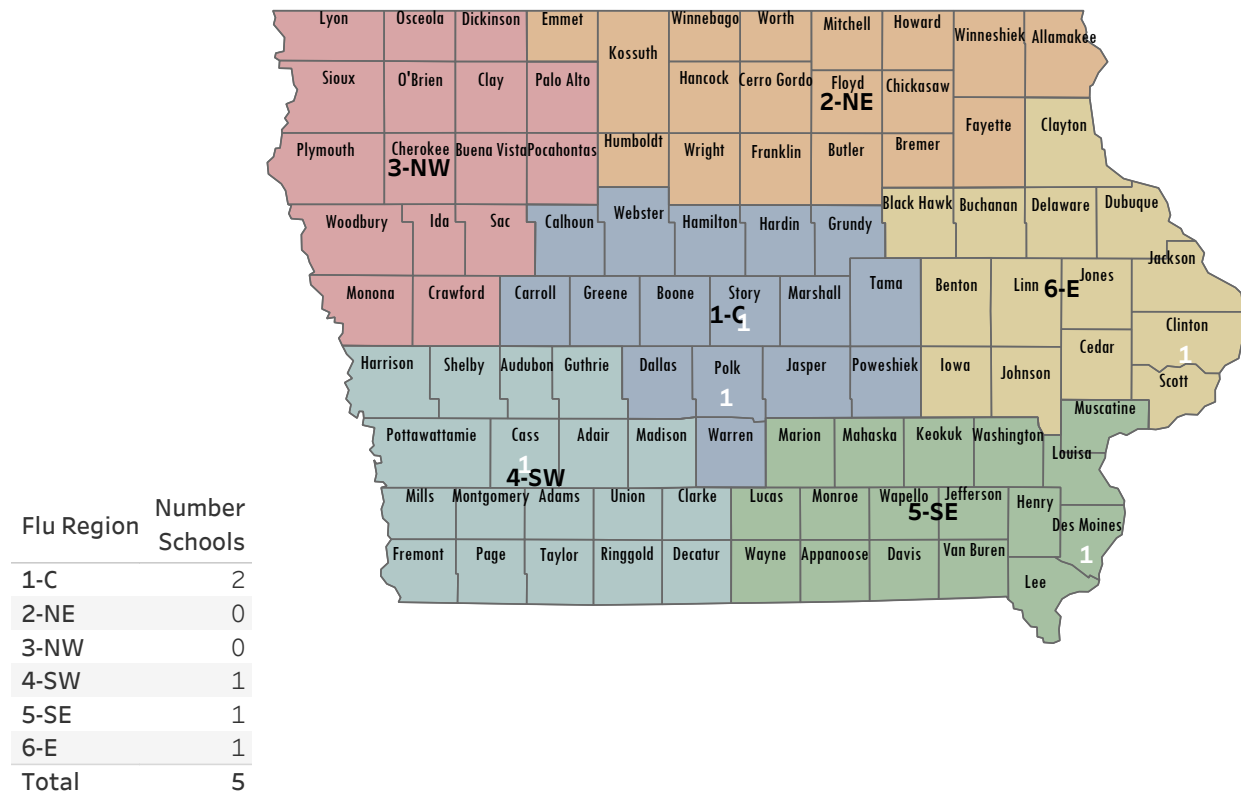 Lyon Osceola Dickinson Emmet Winnebago Worth Mitchell Howard Winneshiek Allamakee
Kossuth
Sioux O'Brien Clay Palo Alto Hancock Cerro Gordo Floyd Chickasaw
2-NE
Fayette Clayton
Plymouth Cherokee Buena Vista Pocahontas Humboldt Wright Franklin Butler Bremer
3-NW
Woodbury Ida Sac Calhoun Webster Hamilton Hardin Grundy Black Hawk Buchanan Delaware Dubuque
Jackson
Monona Crawford Carroll Greene Boone Story Marshall Tama Benton Linn Jones
6-E
1-C
1
Clinton
1
Harrison Shelby Audubon Guthrie Dallas Polk Jasper Poweshiek Iowa Johnson Cedar Scott
1
Muscatine
Pottawattamie Cass Adair Madison Warren Marion Mahaska Keokuk Washington
Louisa
1
4-SW
Mills Montgomery Adams Union Clarke Lucas Monroe Wapello Jefferson Henry
5-SE
Des Moines
1
Fremont Page Taylor Ringgold Decatur Wayne Appanoose Davis Van Buren
Lee
Flu Region Number Schools
1-C 2
2-NE 0
3-NW 0
4-SW 1
5-SE 1
6-E 1
Total 5